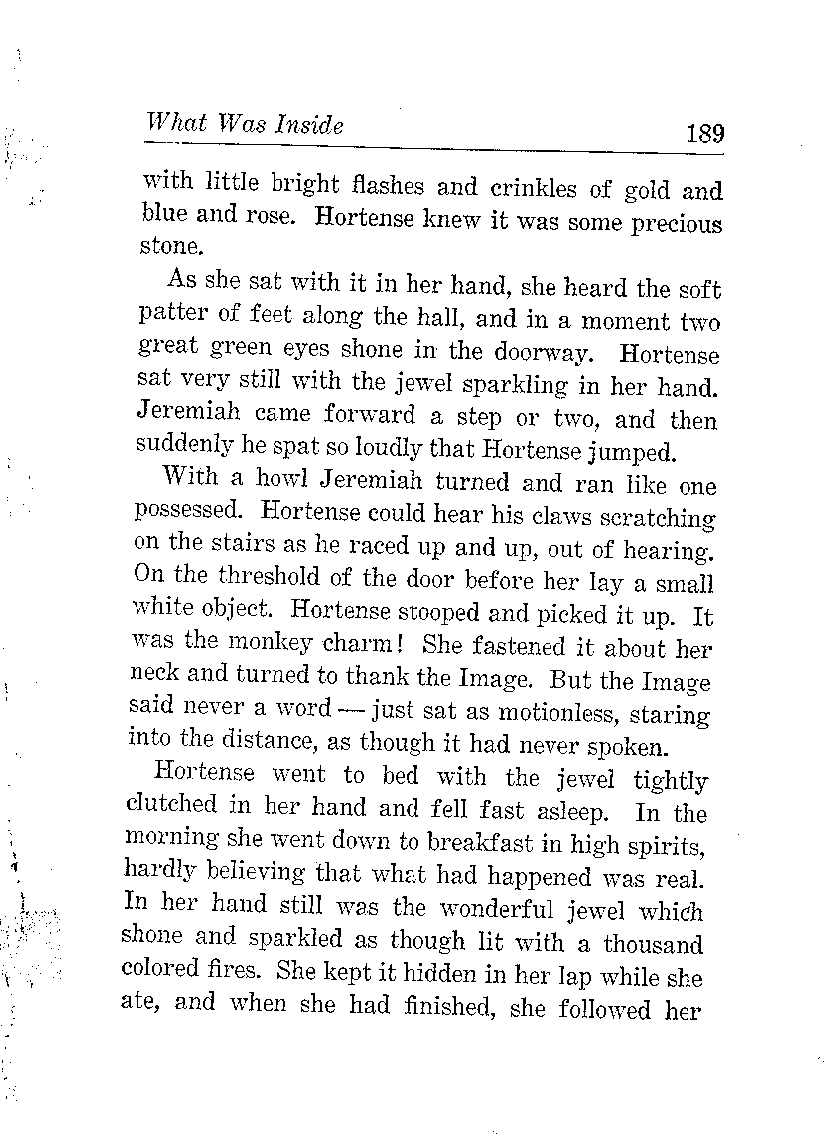 What Was Inside 189
with little bright flashes and crinkles of gold and
blue and rose. Hortense knew it was some precious
stone.
As she sat with it in her hand, she heard the soft
patter of feet along the hall, and in a moment two
great green eyes shone in the doorway. Hortense
sat very still with the jewel sparkling in her hand.
Jeremiah came forward a step or two, and then
suddenly he spat so loudly that Hortense jumped.
With a howl Jeremiah turned and ran like one
possessed. Hortense could hear his claws scratching
on the stairs as he raced up and up, out of hearing.
On the threshold of the door before her lay a small
white object. Hortense stooped and picked it up. It
was the monkey charm! She fastened it about her
neck and turned to thank the Image. But the Image
said never a word — just sat as motionless, staring
into the distance, as though it had never spoken.
Hortense went to bed with the jewel tightly
clutched in her hand and fell fast asleep. In the
morning she went down to breakfast in high spirits,
hardly believing that what had happened was real.
In her hand still was the wonderful jewel which
shone and sparkled as though lit with a thousand
colored fires. She kept it hidden in her lap while she
ate, and when she had finished, she followed her